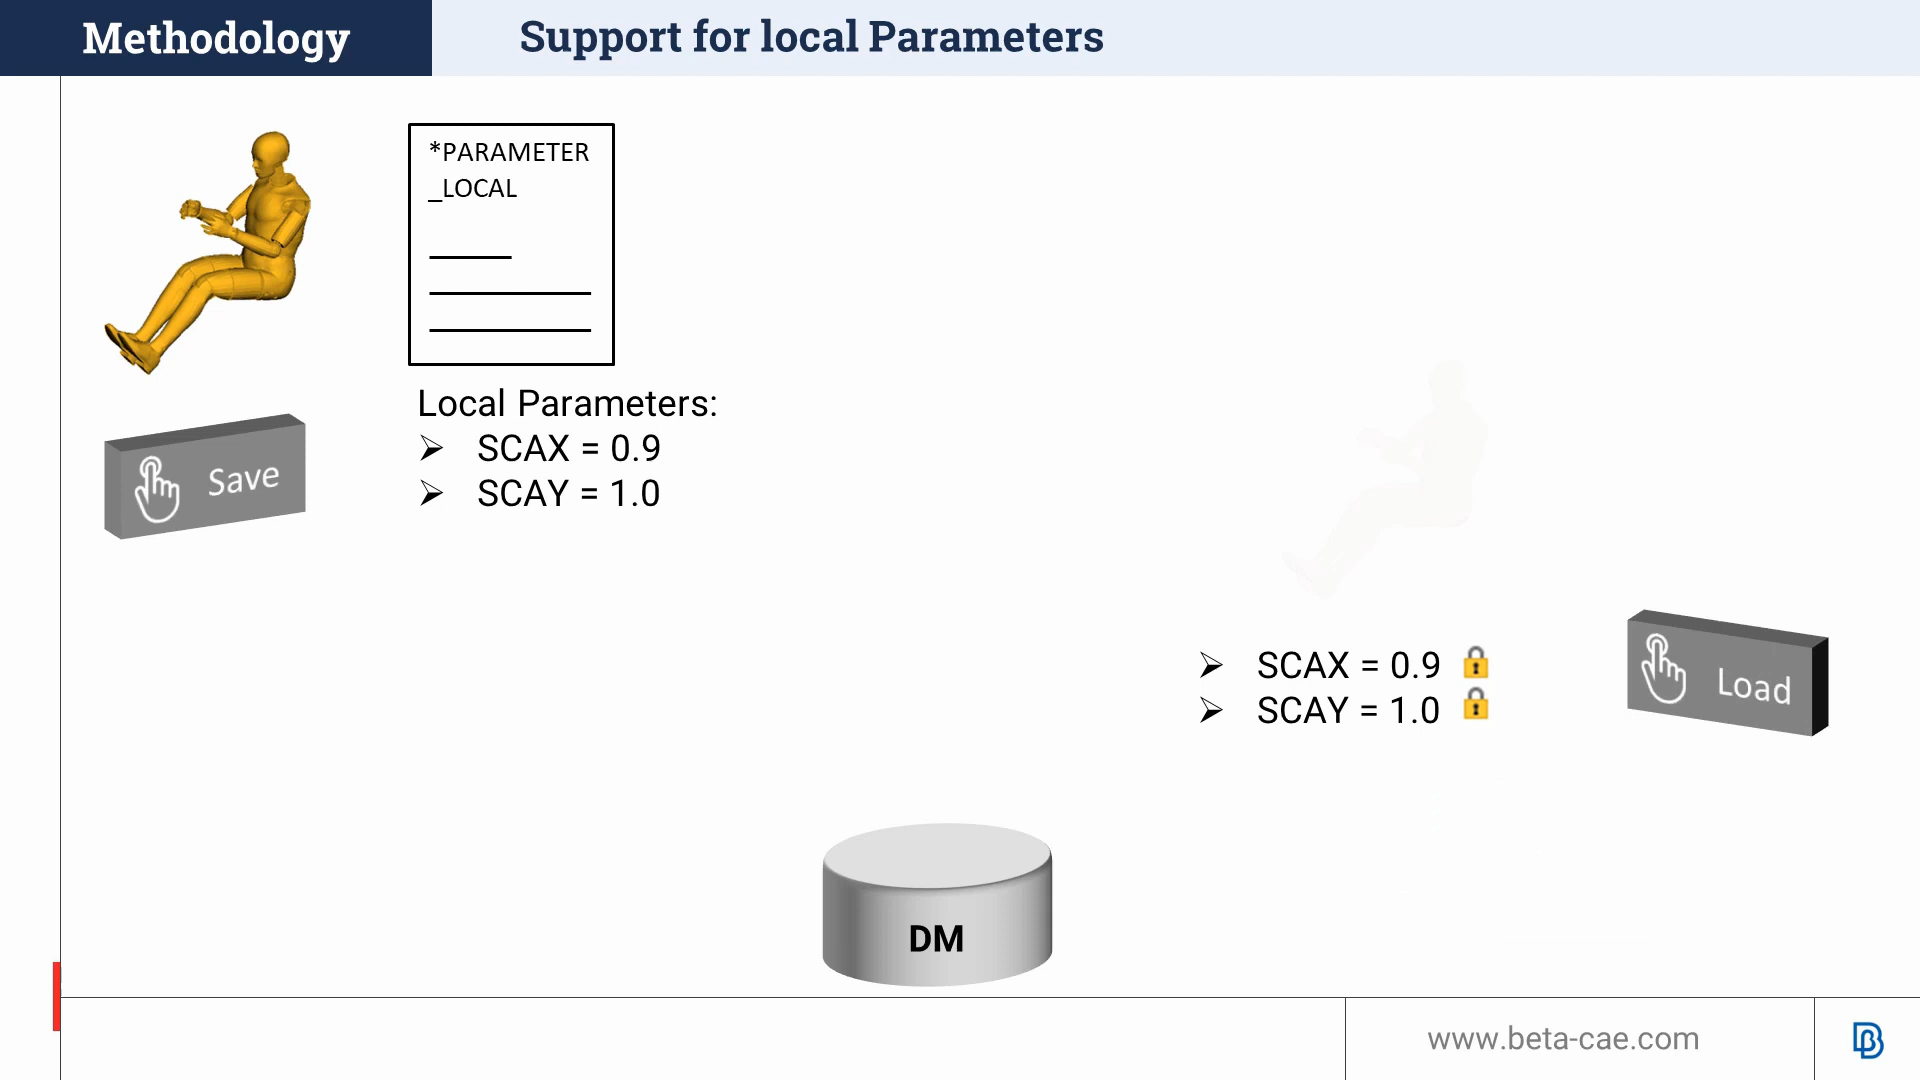 Methodology
Support for local Parameters
*PARAMETER
_LOCAL
Local Parameters:
➢ SCAX = 0.9
➢ SCAY = 1.0
Save
➢ SCAX = 0.9
➢ SCAY = 1.0
Load
DM
www.beta-cae.com